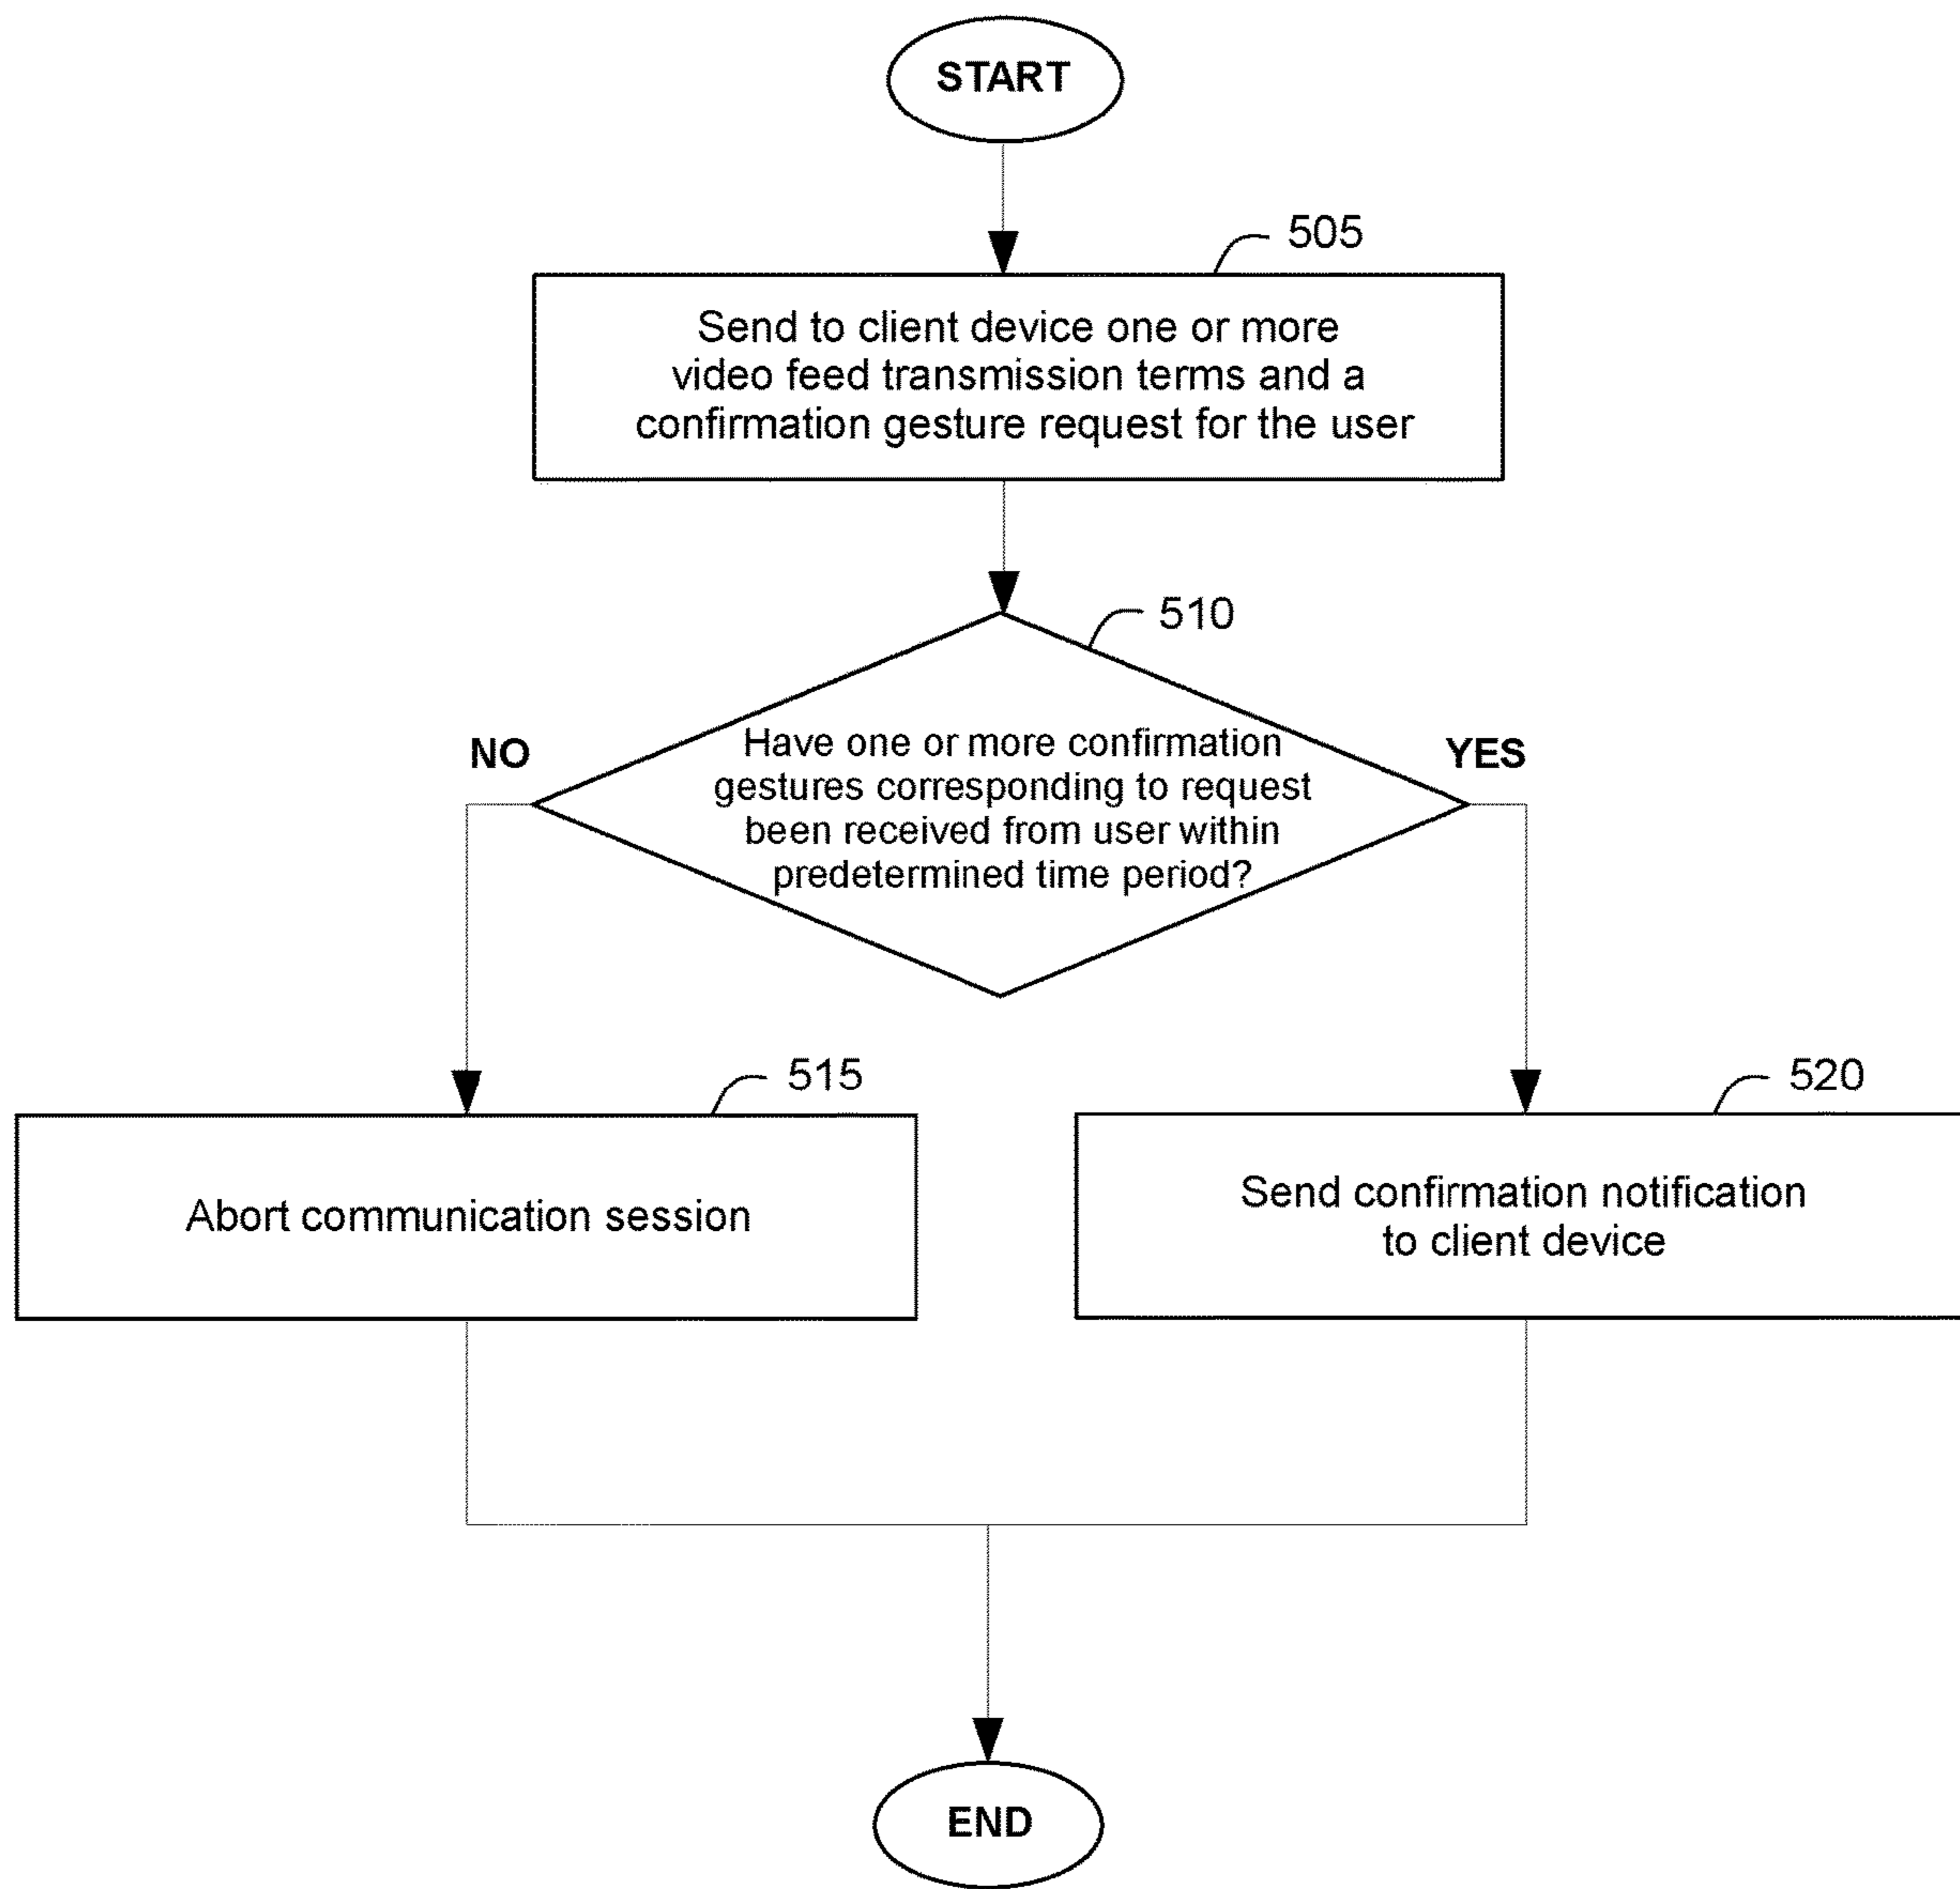 START
505
Send to client device one or more
video feed transmission terms and a
confirmation gesture request for the user
510
NO
YES
Have one or more confirmation
gestures corresponding to request
been received from user within
predetermined time period?
515
520
Abort communication session
Send confirmation notification
to client device
END